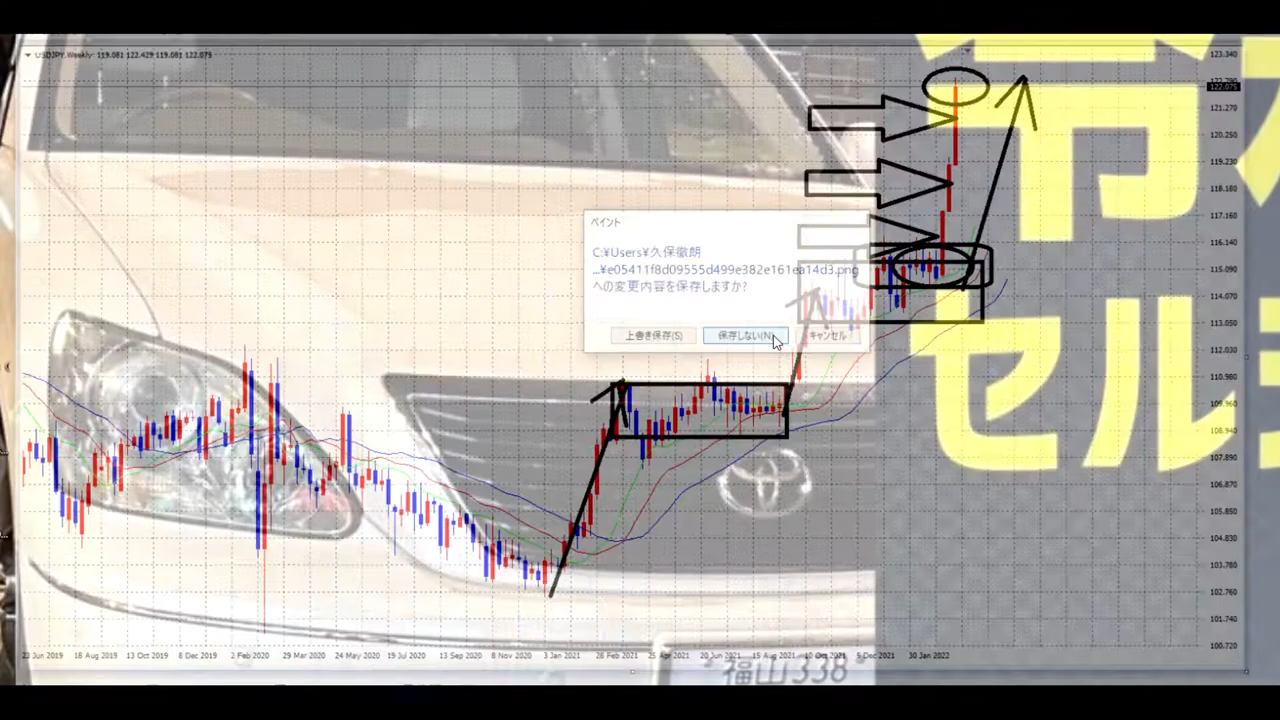 USDJPY,Weekly: 119.081 122.429 119.081 122.075
123.340
122.075
121.270
120.250
119.230
118.180
117.160
116.140
115.090
114.070
113.050
112.030
110.980
109.960
108.940
107.890
106.870
105.850
104.830
103.780
102.760
101.740
100.720
ペイント
C:¥Users¥久保徹朗
...¥e05411f8d09555d499e382e161ea14d3.png
への変更内容を保存しますか?
上書き保存(S) 保存しない(N) キャンセル
セル
23 Jun 2019 18 Aug 2019 13 Oct 2019 8 Dec 2019 2 Feb 2020 29 Mar 2020 24 May 2020 19 Jul 2020 13 Sep 2020 8 Nov 2020 3 Jan 2021 28 Feb 2021 25 Apr 2021 20 Jun 2021 15 Aug 2021 10 Oct 2021 5 Dec 2021 30 Jan 2022
福山338